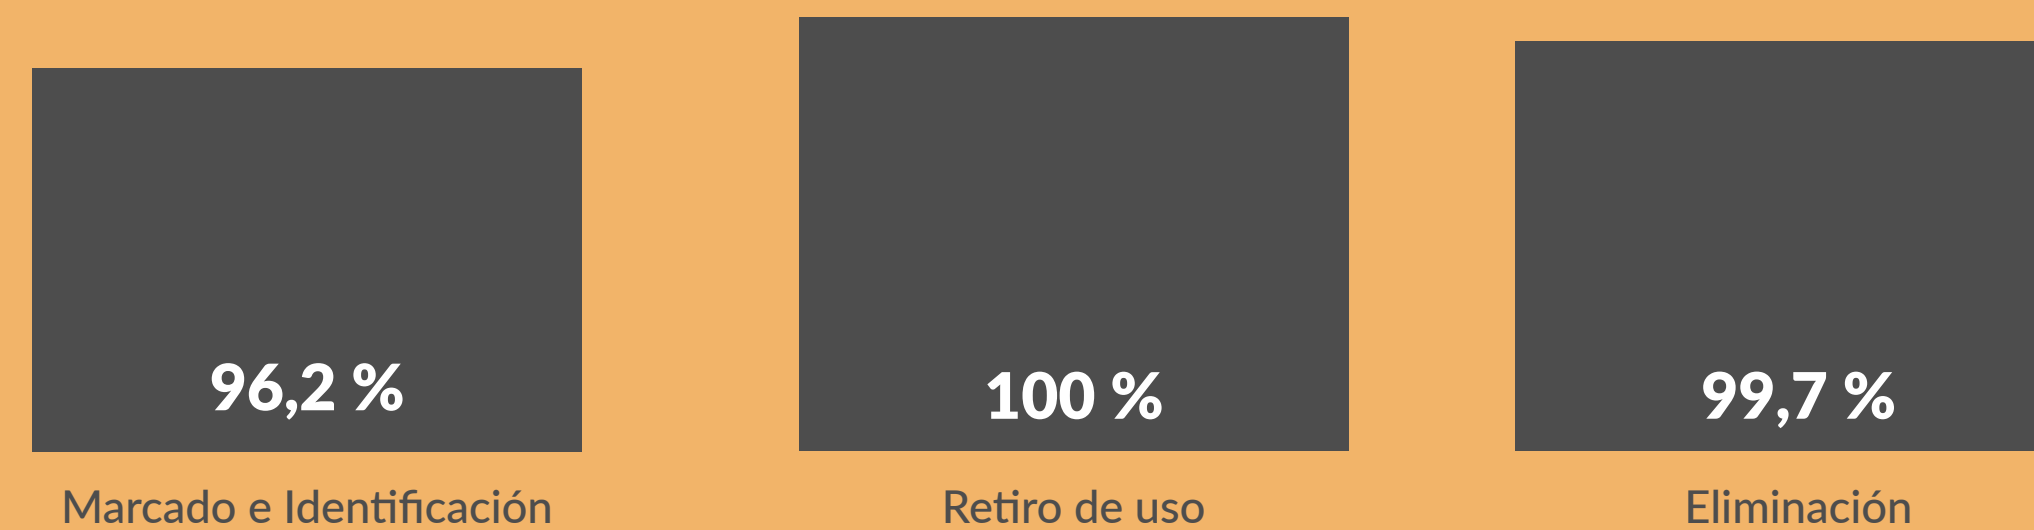 96,2 %
100 %
99,7 %
Marcado e Identificación
Retiro de uso
Eliminación